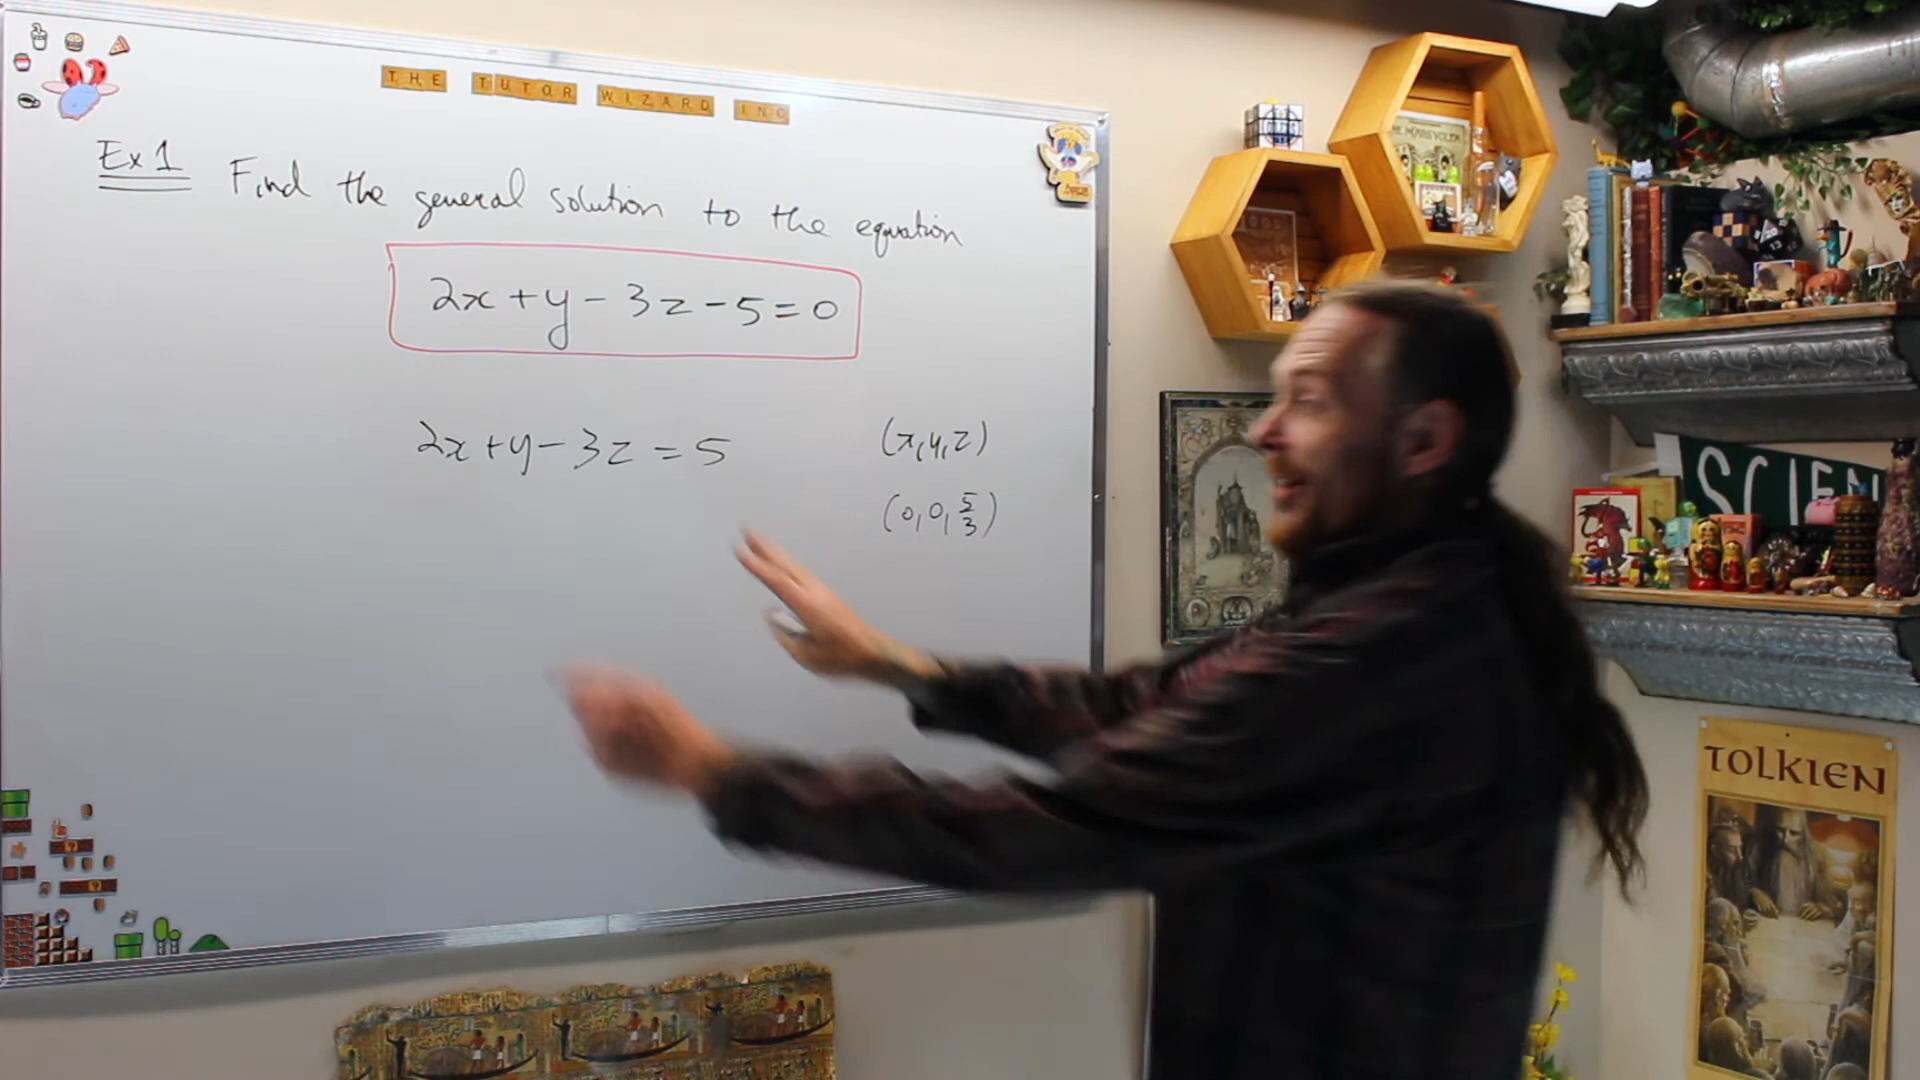 THE TUTOR WIZARD INC
Ex 1 Find the general solution to the equation
2x + y - 3z - 5 = 0
2x + y - 3z = 5
(x, y, z)
(0, 0, 5/3)
SCIEN
TOLKIEN